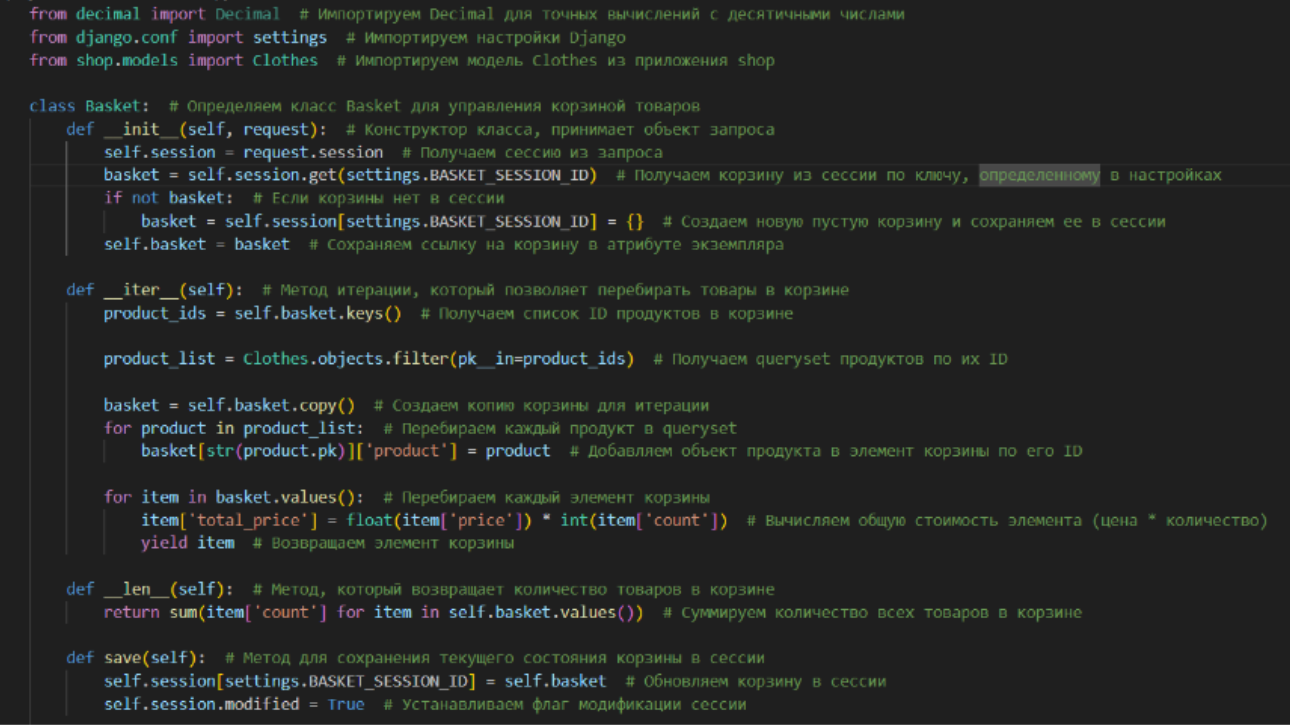 from decimal import Decimal  # Импортируем Decimal для точных вычислений с десятичными числами
from django.conf import settings  # Импортируем настройки Django
from shop.models import Clothes  # Импортируем модель Clothes из приложения shop

class Basket:  # Определяем класс Basket для управления корзиной товаров
    def __init__(self, request):  # Конструктор класса, принимает объект запроса
        self.session = request.session  # Получаем сессию из запроса
        basket = self.session.get(settings.BASKET_SESSION_ID)  # Получаем корзину из сессии по ключу, определенному в настройках
        if not basket:  # Если корзины нет в сессии
            basket = self.session[settings.BASKET_SESSION_ID] = {}  # Создаем новую пустую корзину и сохраняем ее в сессии
        self.basket = basket  # Сохраняем ссылку на корзину в атрибуте экземпляра

    def __iter__(self):  # Метод итерации, который позволяет перебирать товары в корзине
        product_ids = self.basket.keys()  # Получаем список ID продуктов в корзине

        product_list = Clothes.objects.filter(pk__in=product_ids)  # Получаем queryset продуктов по их ID

        basket = self.basket.copy()  # Создаем копию корзины для итерации
        for product in product_list:  # Перебираем каждый продукт в queryset
            basket[str(product.pk)]['product'] = product  # Добавляем объект продукта в элемент корзины по его ID

        for item in basket.values():  # Перебираем каждый элемент корзины
            item['total_price'] = float(item['price']) * int(item['count'])  # Вычисляем общую стоимость элемента (цена * количество)
            yield item  # Возвращаем элемент корзины

    def __len__(self):  # Метод, который возвращает количество товаров в корзине
        return sum(item['count'] for item in self.basket.values())  # Суммируем количество всех товаров в корзине

    def save(self):  # Метод для сохранения текущего состояния корзины в сессии
        self.session[settings.BASKET_SESSION_ID] = self.basket  # Обновляем корзину в сессии
        self.session.modified = True  # Устанавливаем флаг модификации сессии